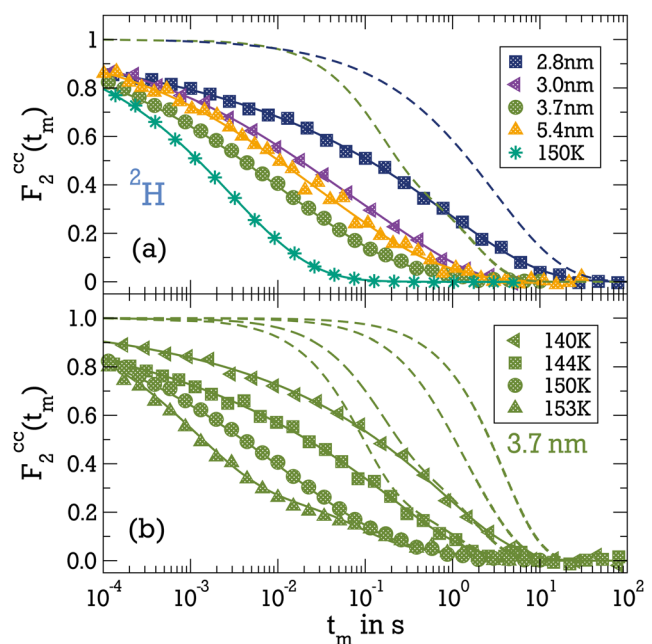 1
0.8
0.6
0.4
0.2
0
F₂ᶜᶜ(tₘ)
²H
(a)
2.8nm
3.0nm
3.7nm
5.4nm
150K
1.0
0.8
0.6
0.4
0.2
0.0
F₂ᶜᶜ(tₘ)
(b)
140K
144K
150K
153K
3.7 nm
10⁻⁴ 10⁻³ 10⁻² 10⁻¹ 10⁰ 10¹ 10²
tₘ in s